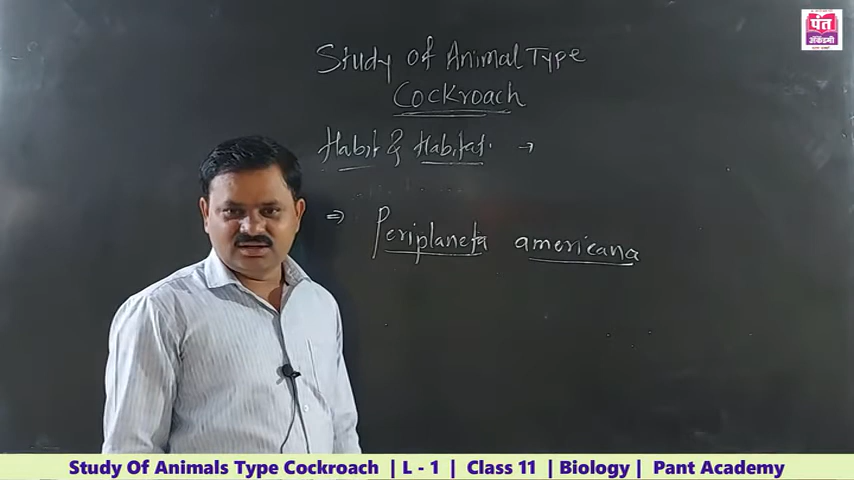 पंत
अकॅडमी
Study of Animal Type
Cockroach
Habit & Habitat. →
⇒ Periplaneta americana
Study Of Animals Type Cockroach | L - 1 | Class 11 | Biology | Pant Academy